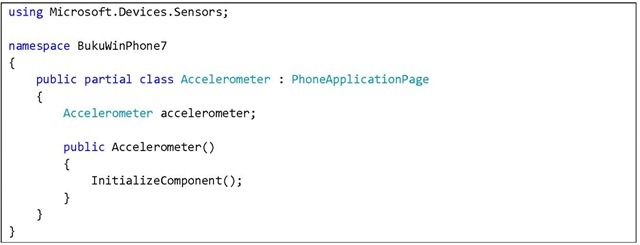 using Microsoft.Devices.Sensors;

namespace BukuWinPhone7
{
    public partial class Accelerometer : PhoneApplicationPage
    {
        Accelerometer accelerometer;

        public Accelerometer()
        {
            InitializeComponent();
        }
    }
}